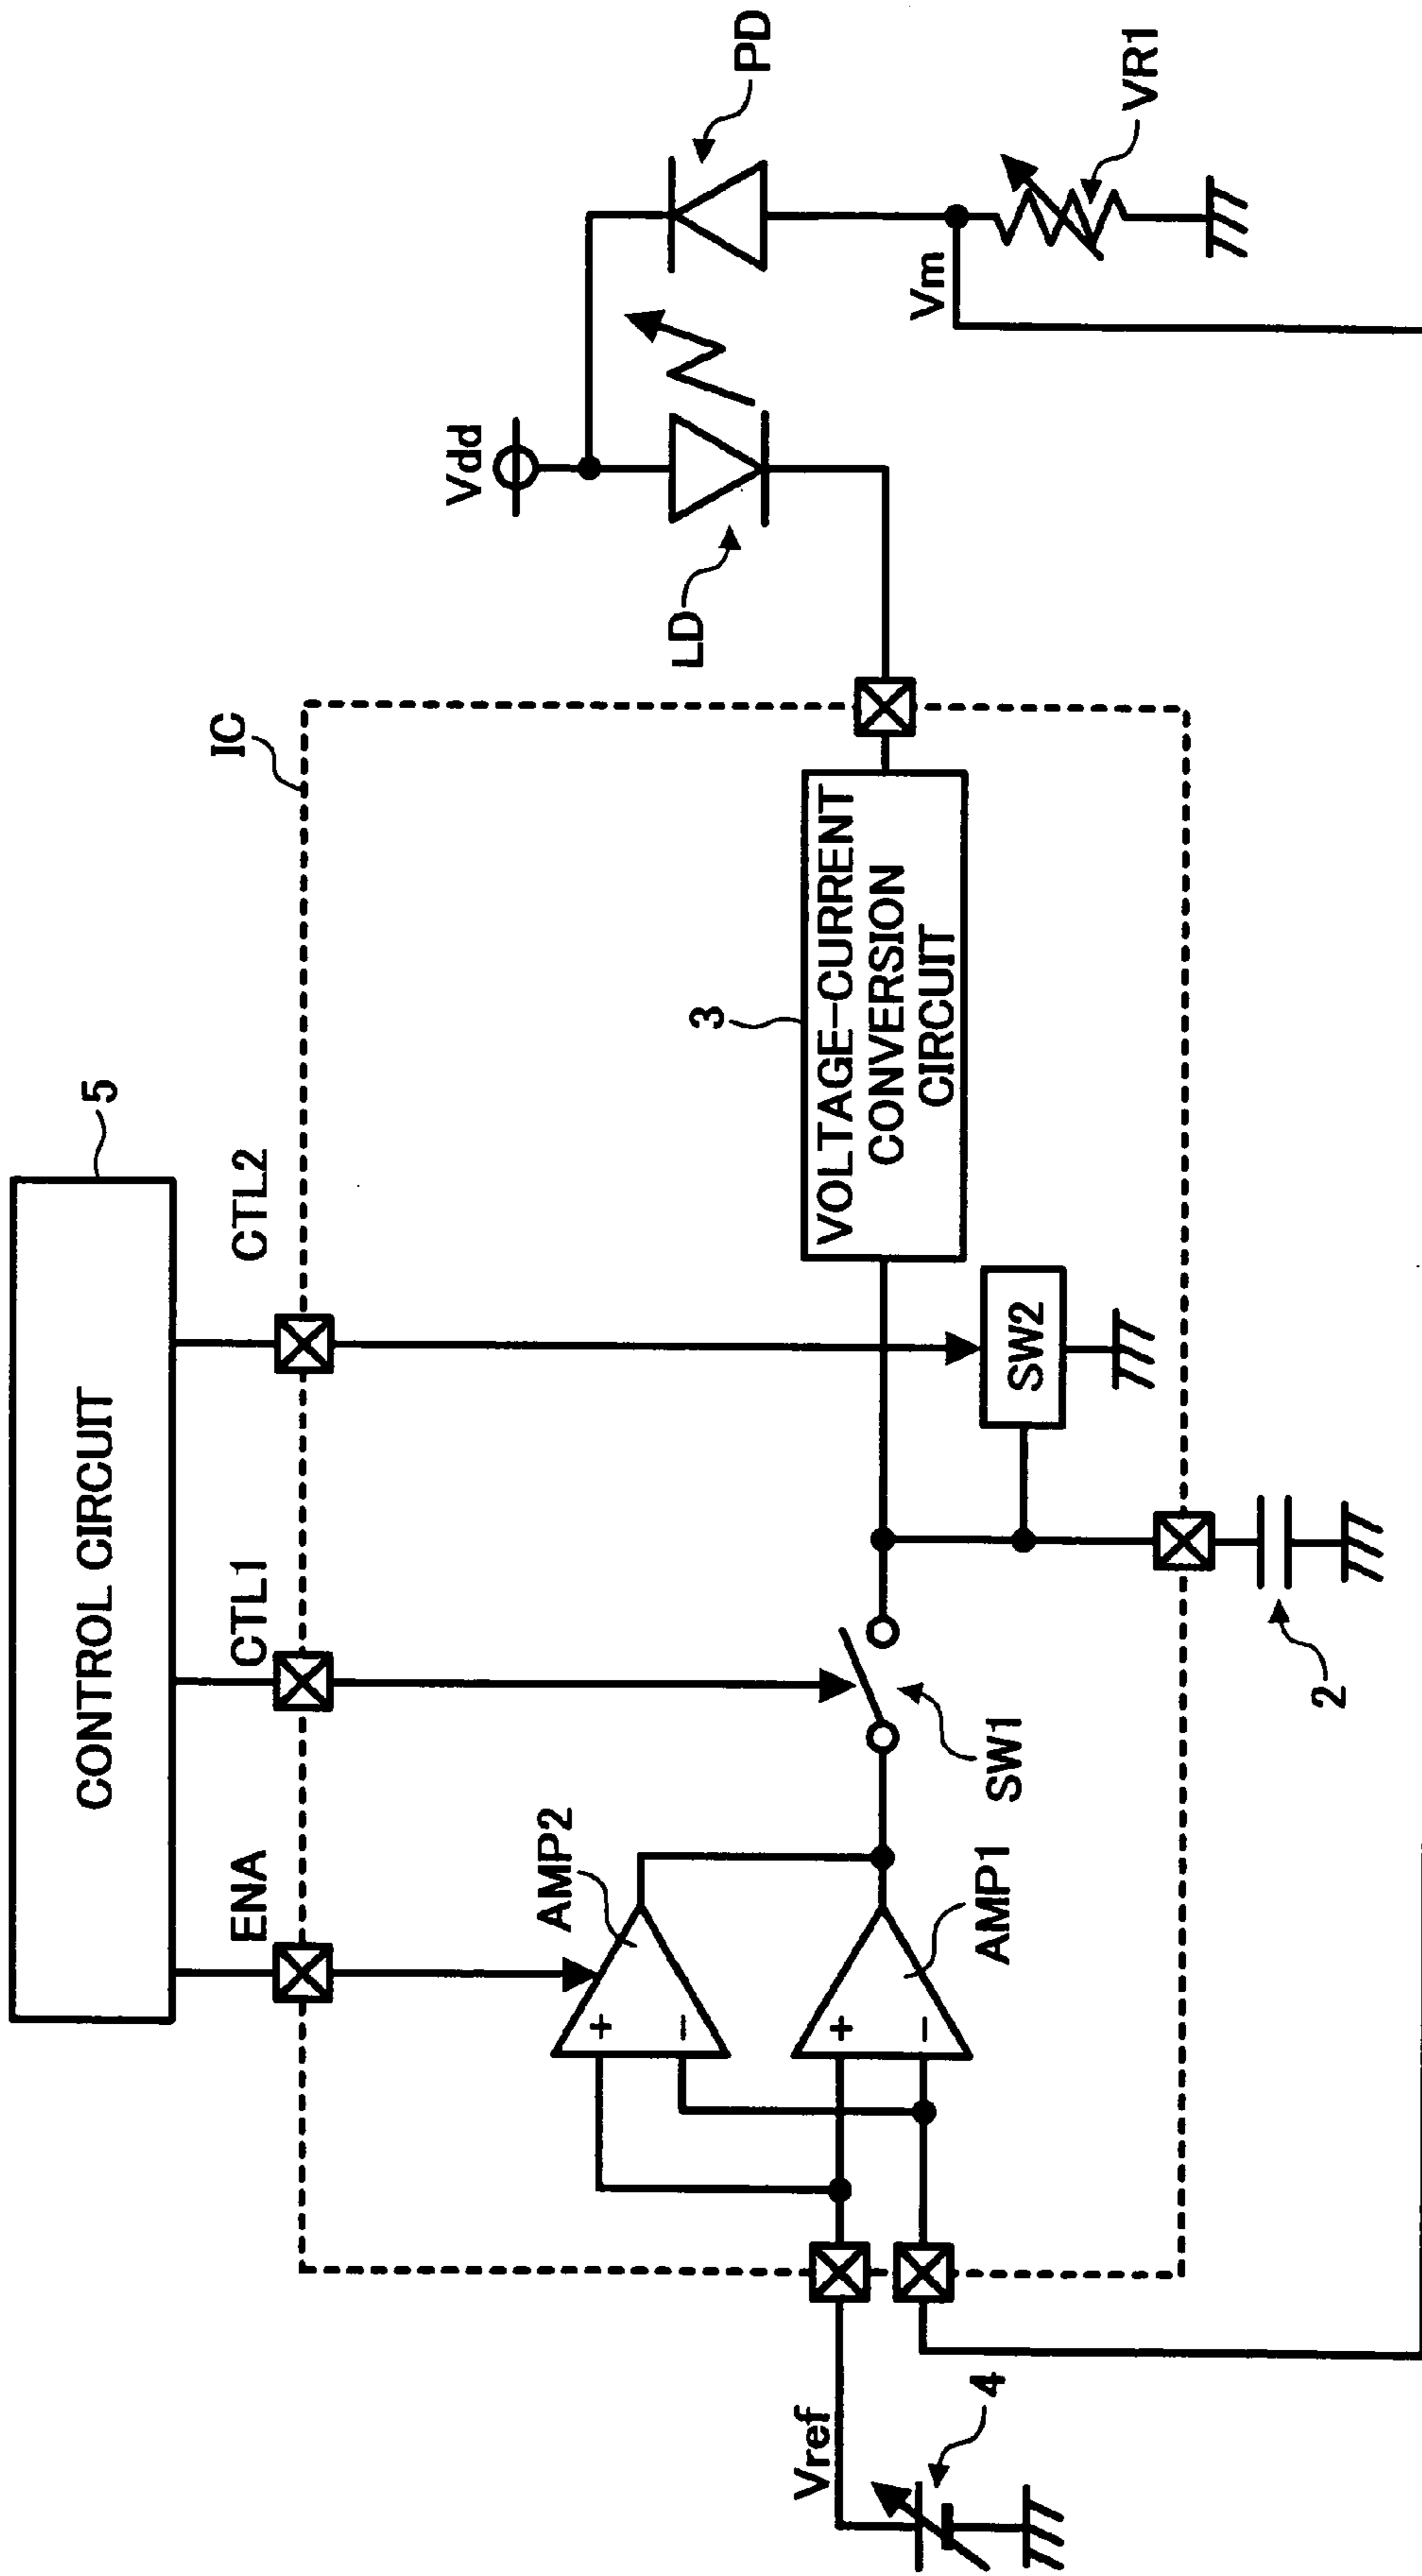 5
CONTROL CIRCUIT
ENA
CTL1
CTL2
IC
AMP2
+
−
AMP1
+
−
SW1
3
VOLTAGE-CURRENT
CONVERSION
CIRCUIT
SW2
2
Vref
4
Vdd
LD
PD
Vm
VR1